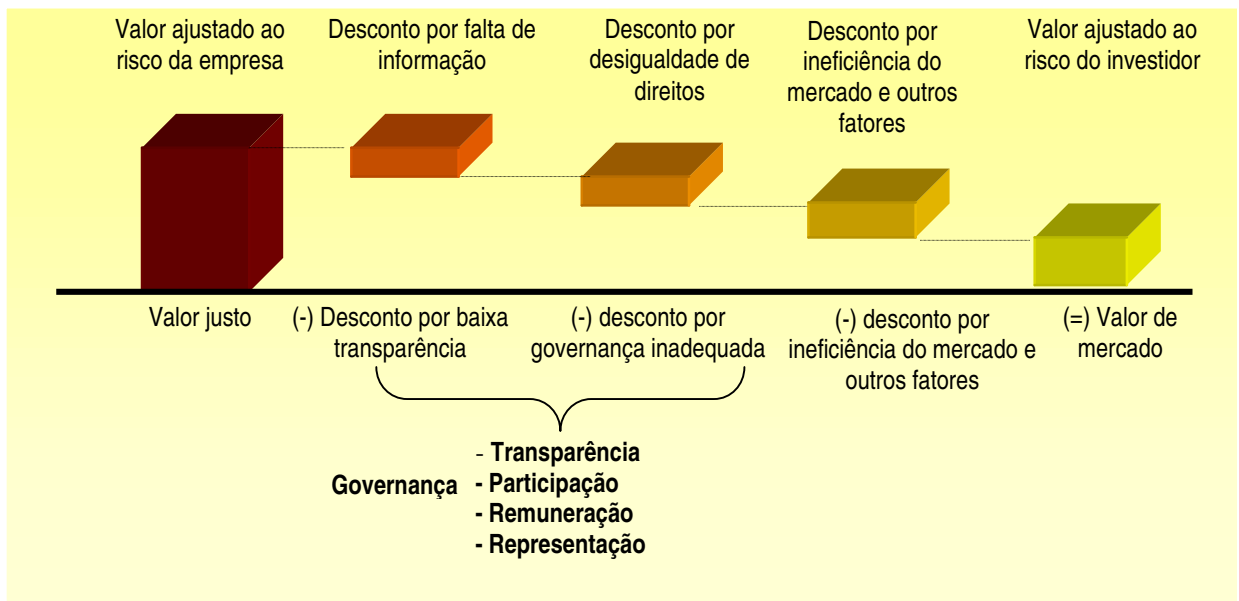 Valor ajustado ao
risco da empresa
Desconto por falta de
informação
Desconto por
desigualdade de
direitos
Desconto por
ineficiência do
mercado e outros
fatores
Valor ajustado ao
risco do investidor
Valor justo
(-) Desconto por baixa
transparência
(-) desconto por
governança inadequada
(-) desconto por
ineficiência do mercado e
outros fatores
(=) Valor de
mercado
Governança
- Transparência
- Participação
- Remuneração
- Representação